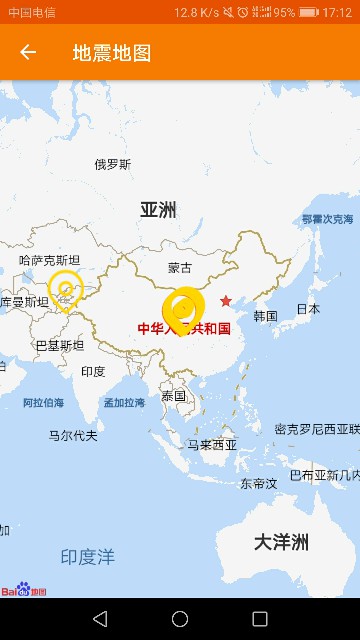 中国电信 12.8 K/s 95% 17:12
地震地图
俄罗斯
亚洲
鄂霍次克海
哈萨克斯坦
蒙古
库曼斯坦
日本
韩国
中华人民共和国
巴基斯坦
印度
泰国
阿拉伯海
孟加拉湾
马尔代夫
密克罗尼西亚联
马来西亚
巴布亚新几内
东帝汶
加
大洋洲
印度洋
Bai 地图